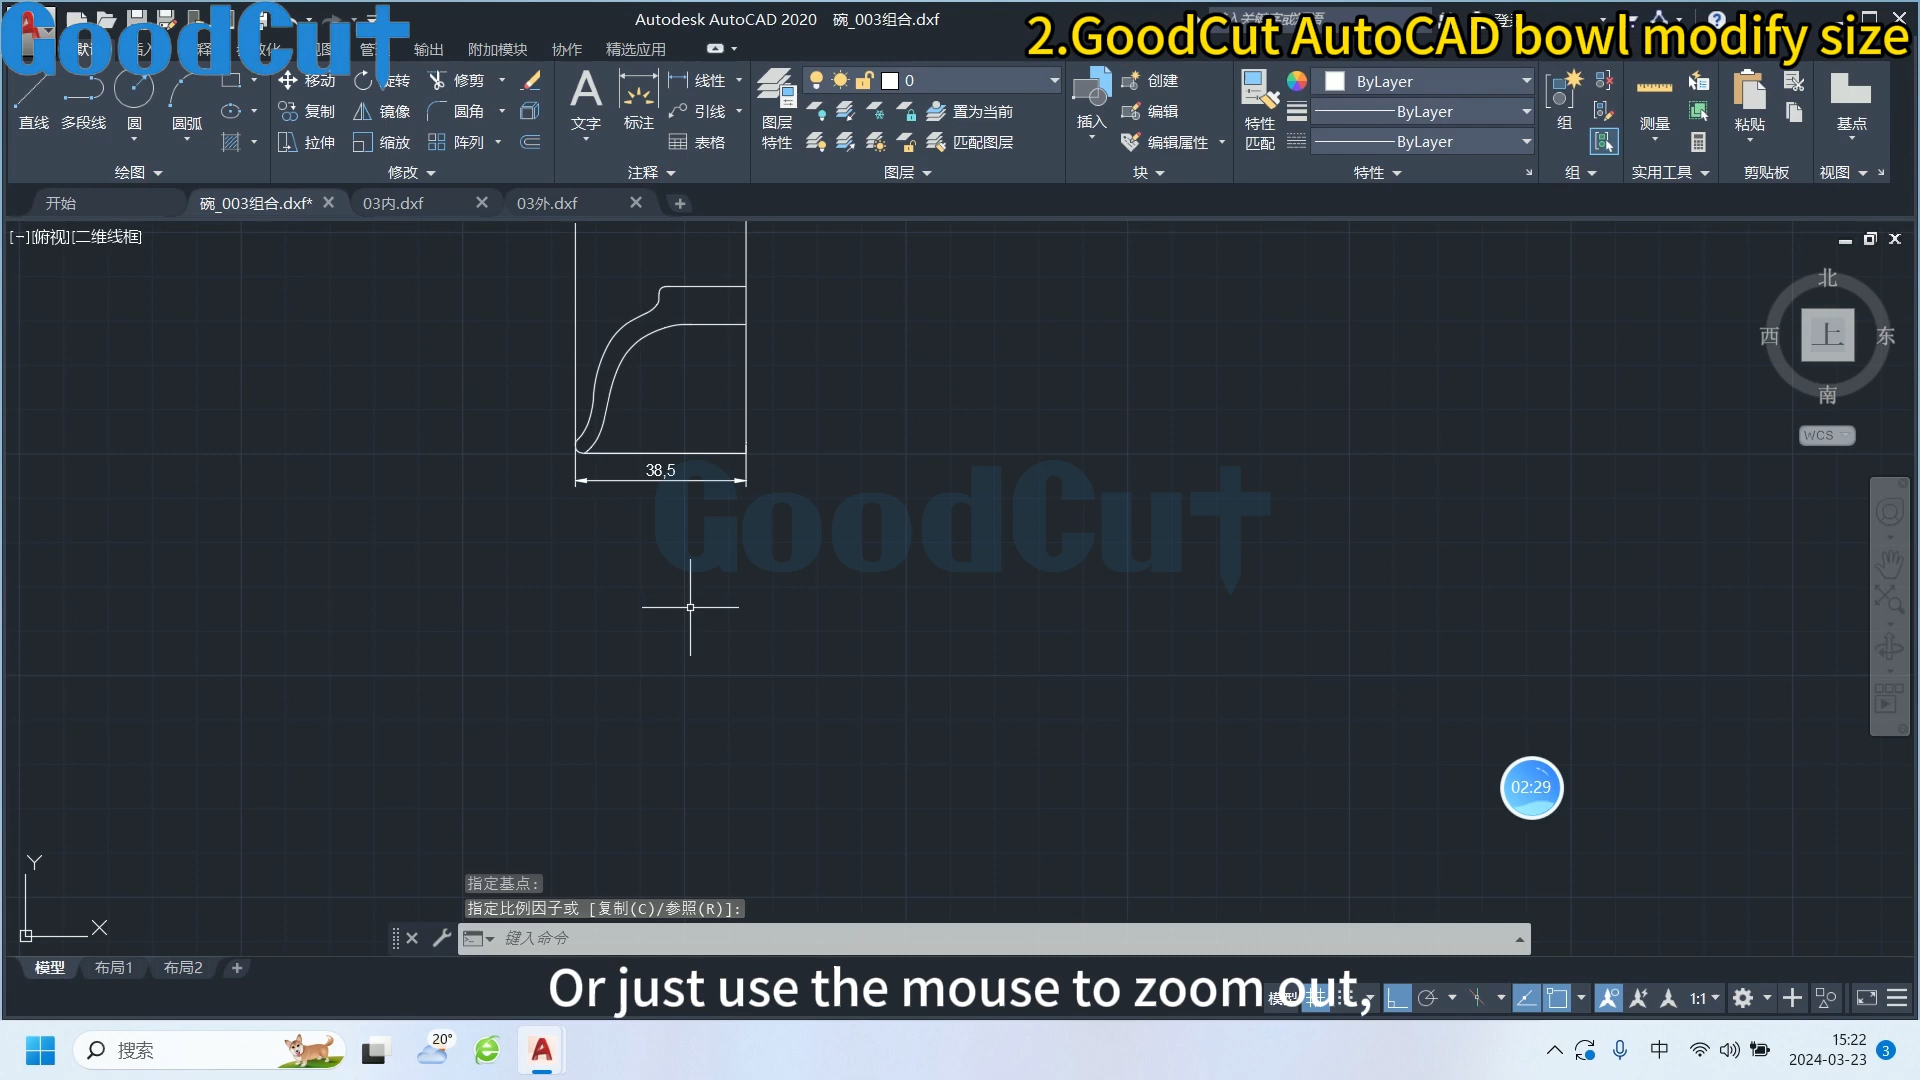 Autodesk AutoCAD 2020 碗_003组合.dxf
GoodCut
2.GoodCut AutoCAD bowl modify size
输出 附加模块 协作 精选应用
直线 多段线 圆 圆弧
移动 旋转 修剪
复制 镜像 圆角
拉伸 缩放 阵列
文字 标注
线性
引线
表格
图层
特性
0
置为当前
匹配图层
插入
创建
编辑
编辑属性
特性
匹配
ByLayer
ByLayer
ByLayer
组
测量
粘贴
基点
绘图 修改 注释 图层 块 特性 组 实用工具 剪贴板 视图
开始 碗_003组合.dxf* 03内.dxf 03外.dxf
[−][俯视][二维线框]
北
西 上 东
南
WCS
38,5
GoodCut
02:29
Y
X
指定基点:
指定比例因子或 [复制(C)/参照(R)]:
键入命令
模型 布局1 布局2
Or just use the mouse to zoom out,
1:1
搜索
20°
中
15:22
2024-03-23
3